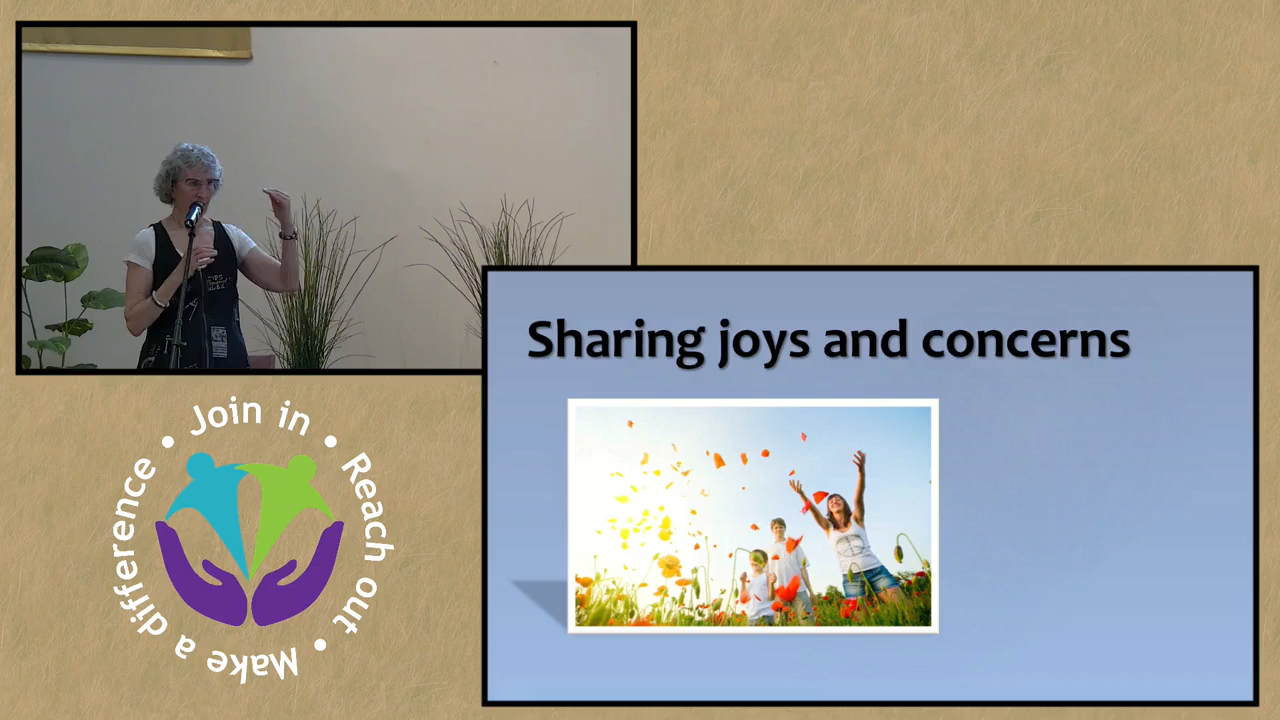 Sharing joys and concerns
Join in • Reach out • Make a difference •